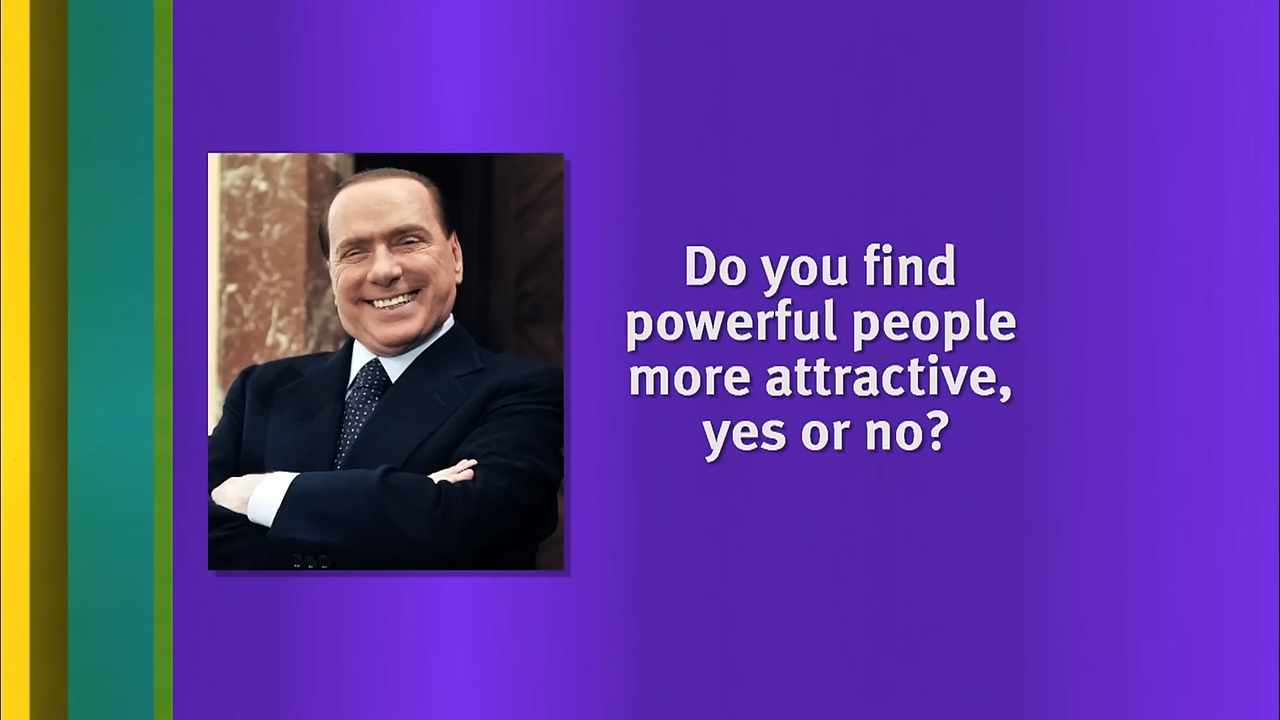 Do you find
powerful people
more attractive,
yes or no?